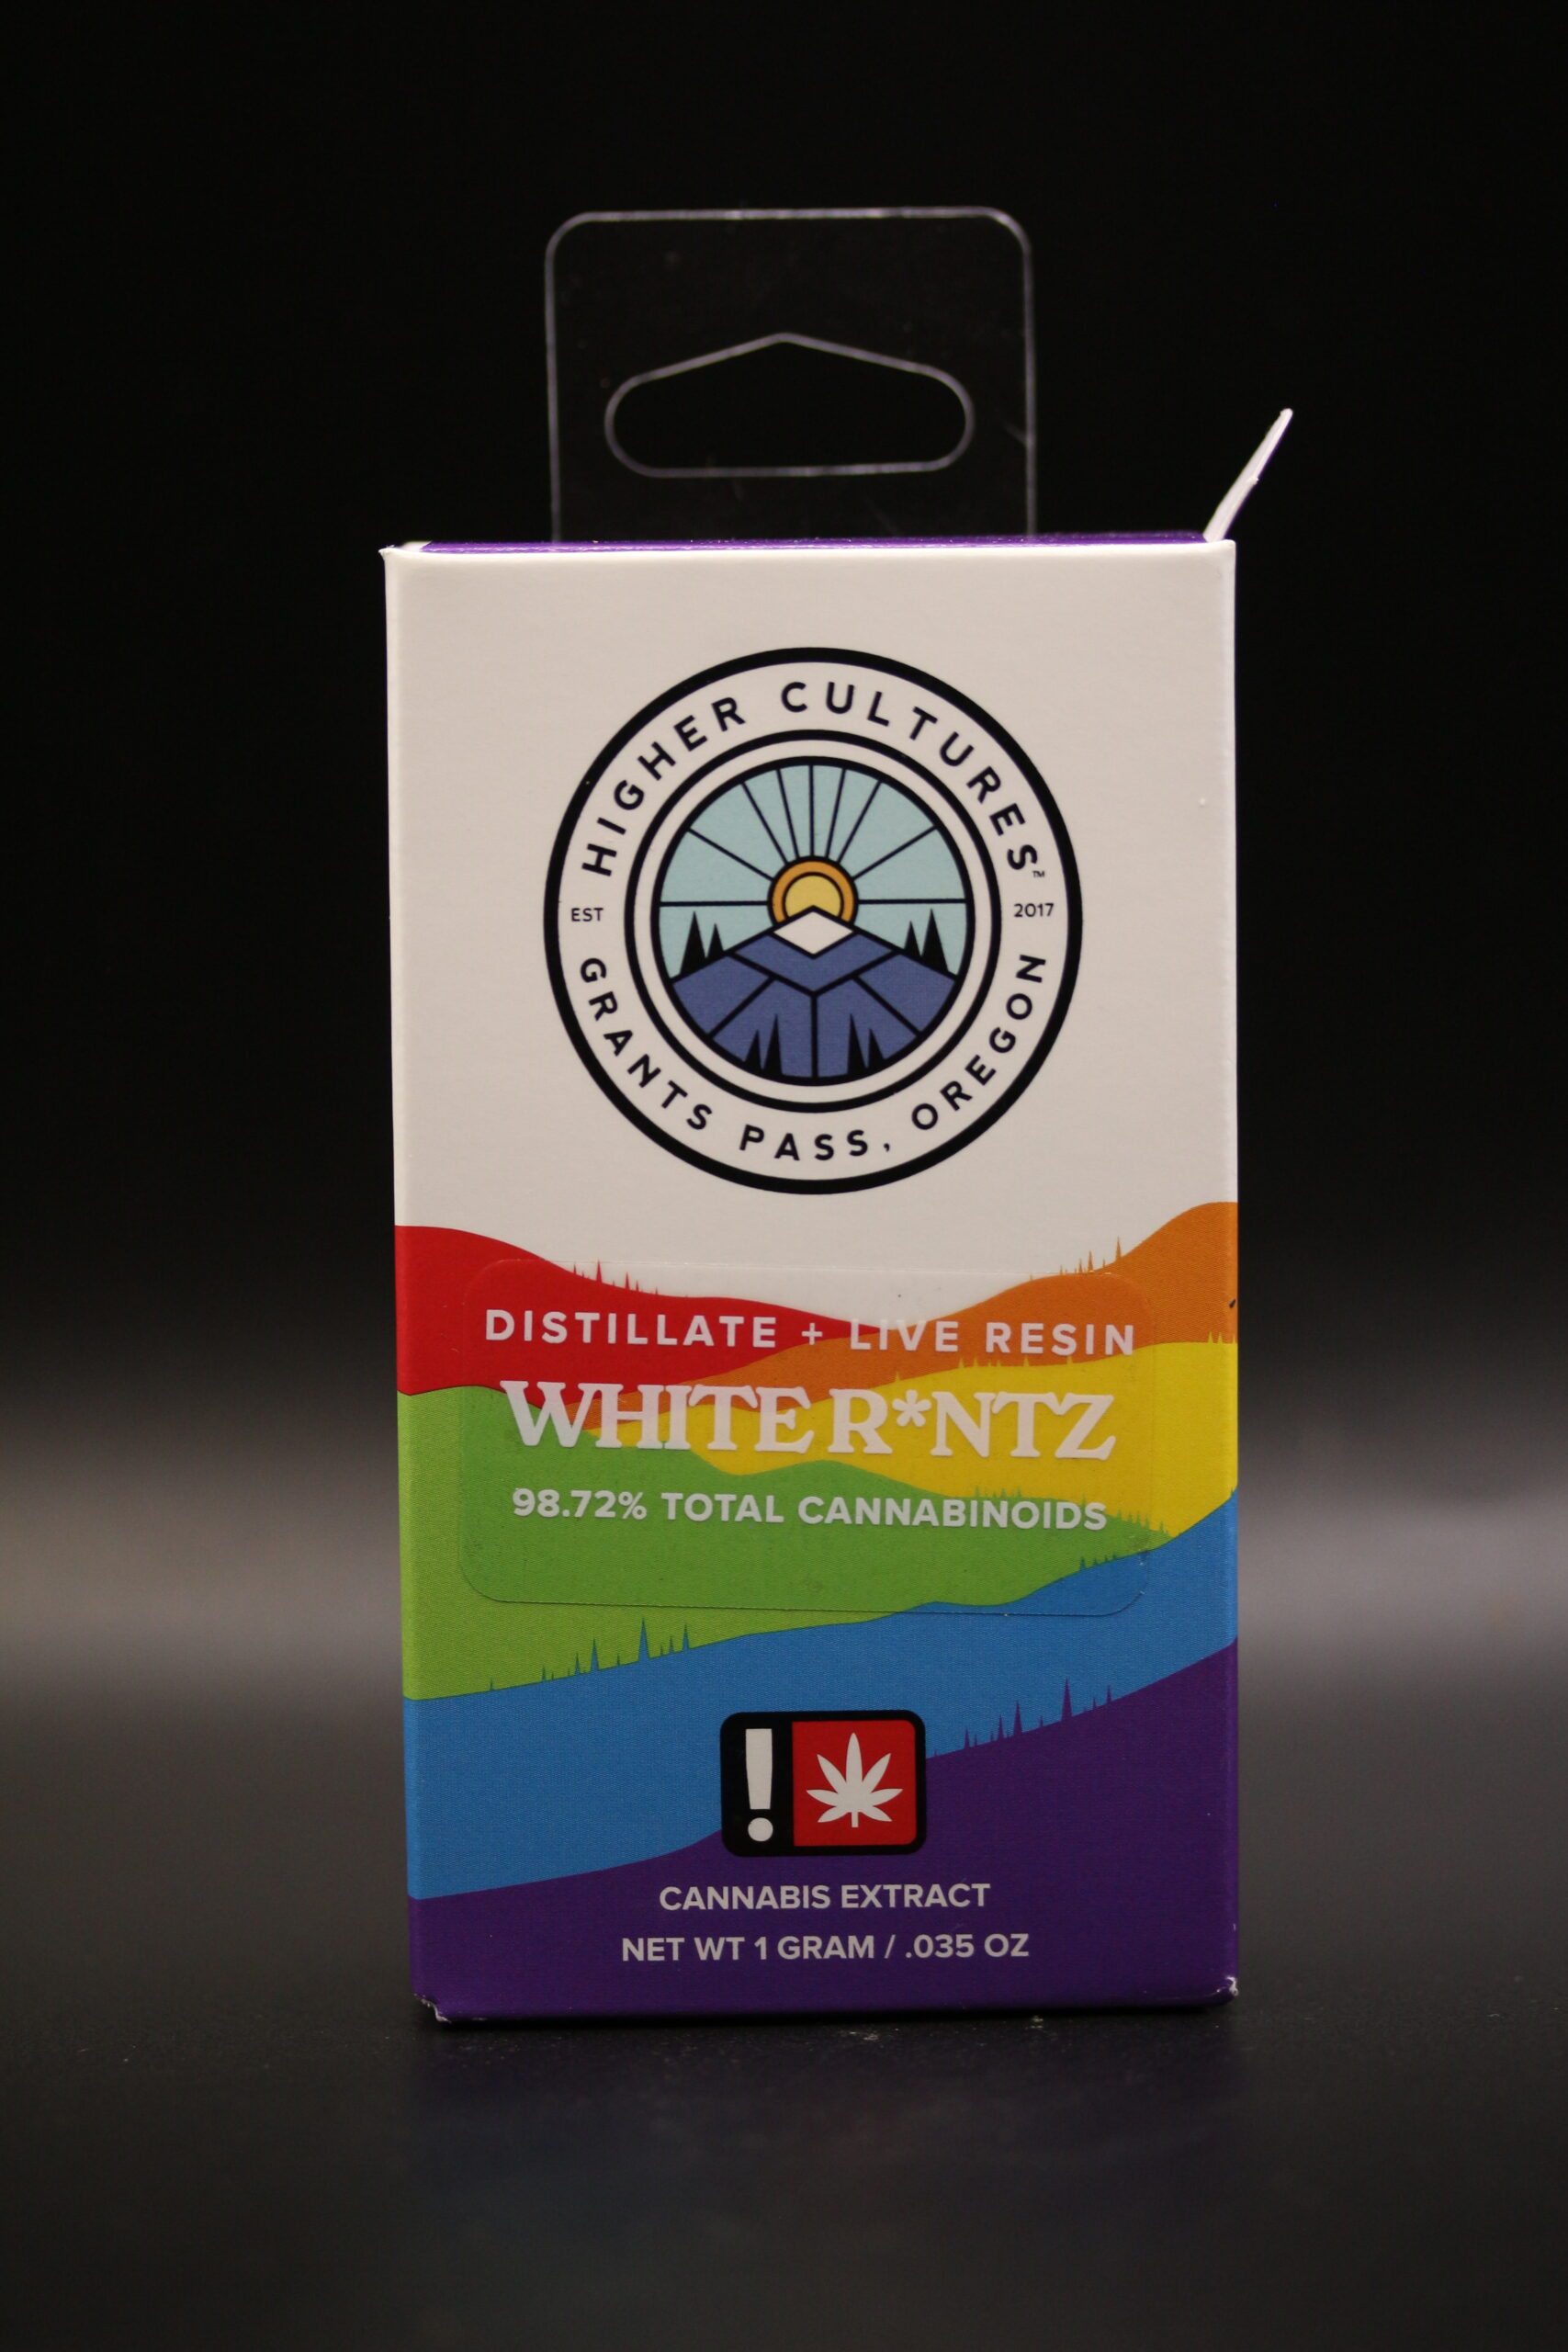 HIGHER CULTURES™
EST 2017
GRANTS PASS, OREGON
DISTILLATE + LIVE RESIN
WHITE R*NTZ
98.72% TOTAL CANNABINOIDS
!
CANNABIS EXTRACT
NET WT 1 GRAM / .035 OZ